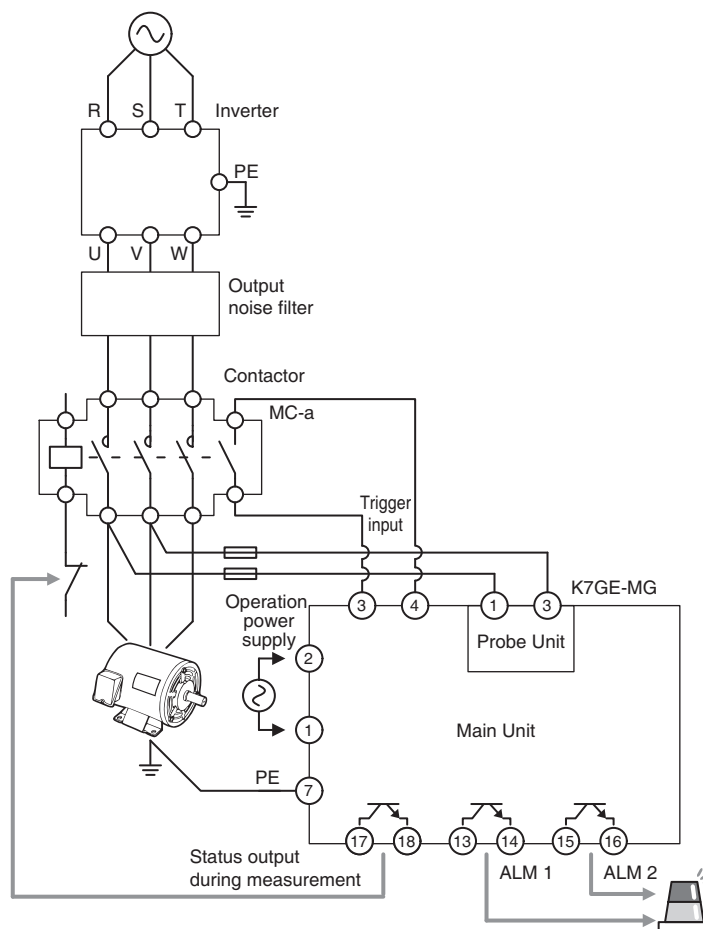 R S T Inverter
PE
U V W
Output
noise filter
Contactor
MC-a
Trigger
input
K7GE-MG
Operation
power
supply
3 4 1 3
Probe Unit
2
1
Main Unit
PE
7
17 18 13 14 15 16
Status output
during measurement
ALM 1 ALM 2